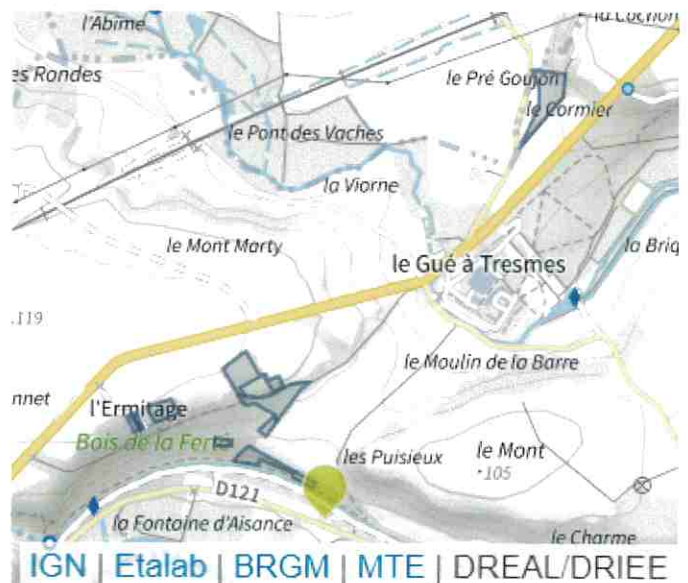 l'Abîme
es Rondes
le Pré Goujon
le Cormier
le Pont des Vaches
la Viorne
le Mont Marty
le Gué à Tresmes
la Briq
.119
le Moulin de la Barre
nnet
l'Ermitage
Bois de la Ferté
les Puisieux
le Mont
·105
D121
la Fontaine d'Aisance
le Charme
IGN | Etalab | BRGM | MTE | DREAL/DRIEE